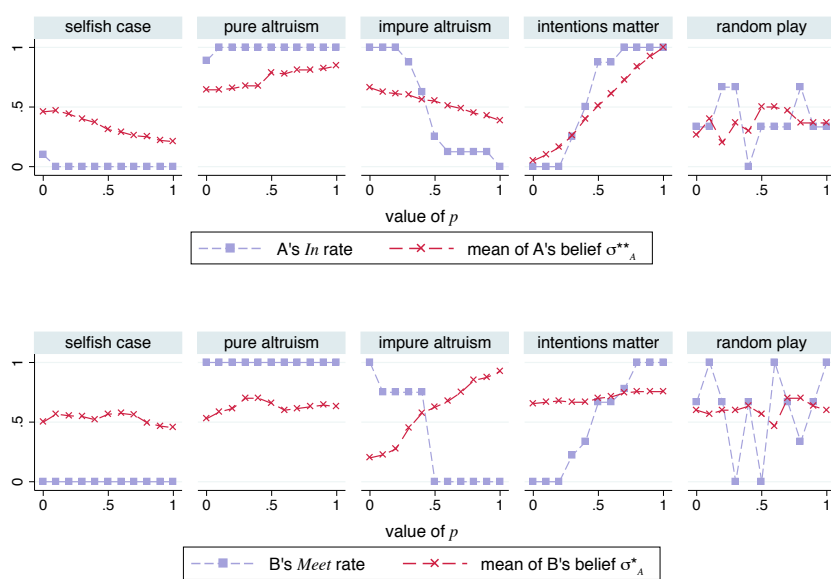 selfish case pure altruism impure altruism intentions matter random play
1
.5
0
0 .5 1 0 .5 1 0 .5 1 0 .5 1 0 .5 1
value of p
A's In rate mean of A's belief σ**A
selfish case pure altruism impure altruism intentions matter random play
1
.5
0
0 .5 1 0 .5 1 0 .5 1 0 .5 1 0 .5 1
value of p
B's Meet rate mean of B's belief σ*A